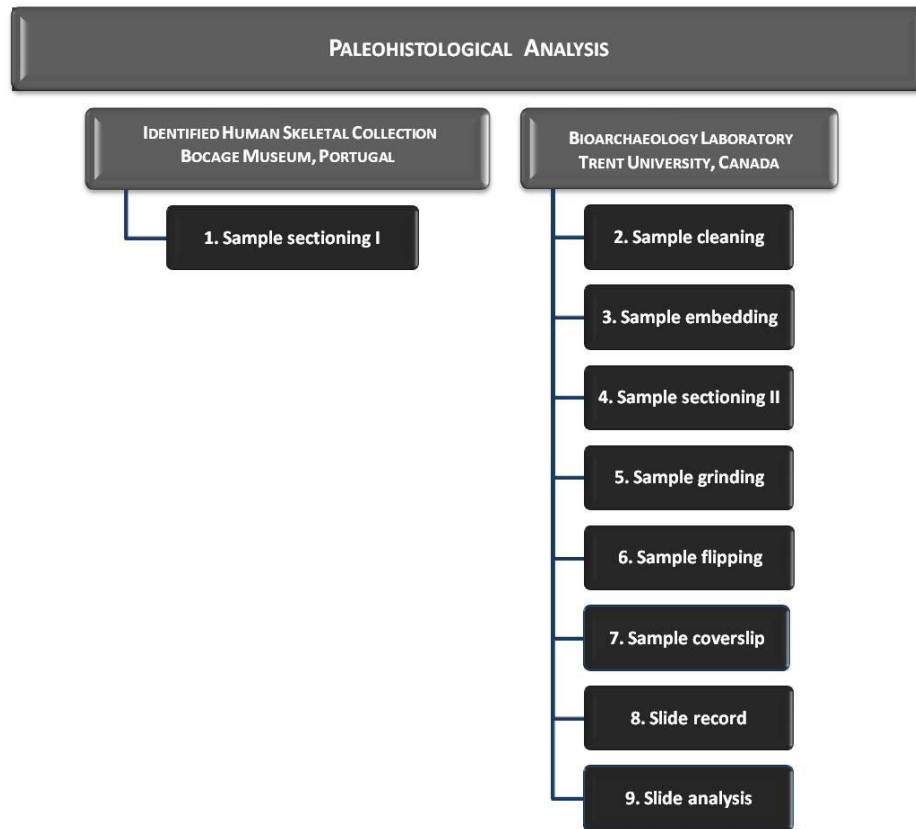 PALEOHISTOLOGICAL ANALYSIS
IDENTIFIED HUMAN SKELETAL COLLECTION
BOCAGE MUSEUM, PORTUGAL
1. Sample sectioning I
BIOARCHAEOLOGY LABORATORY
TRENT UNIVERSITY, CANADA
2. Sample cleaning
3. Sample embedding
4. Sample sectioning II
5. Sample grinding
6. Sample flipping
7. Sample coverslip
8. Slide record
9. Slide analysis